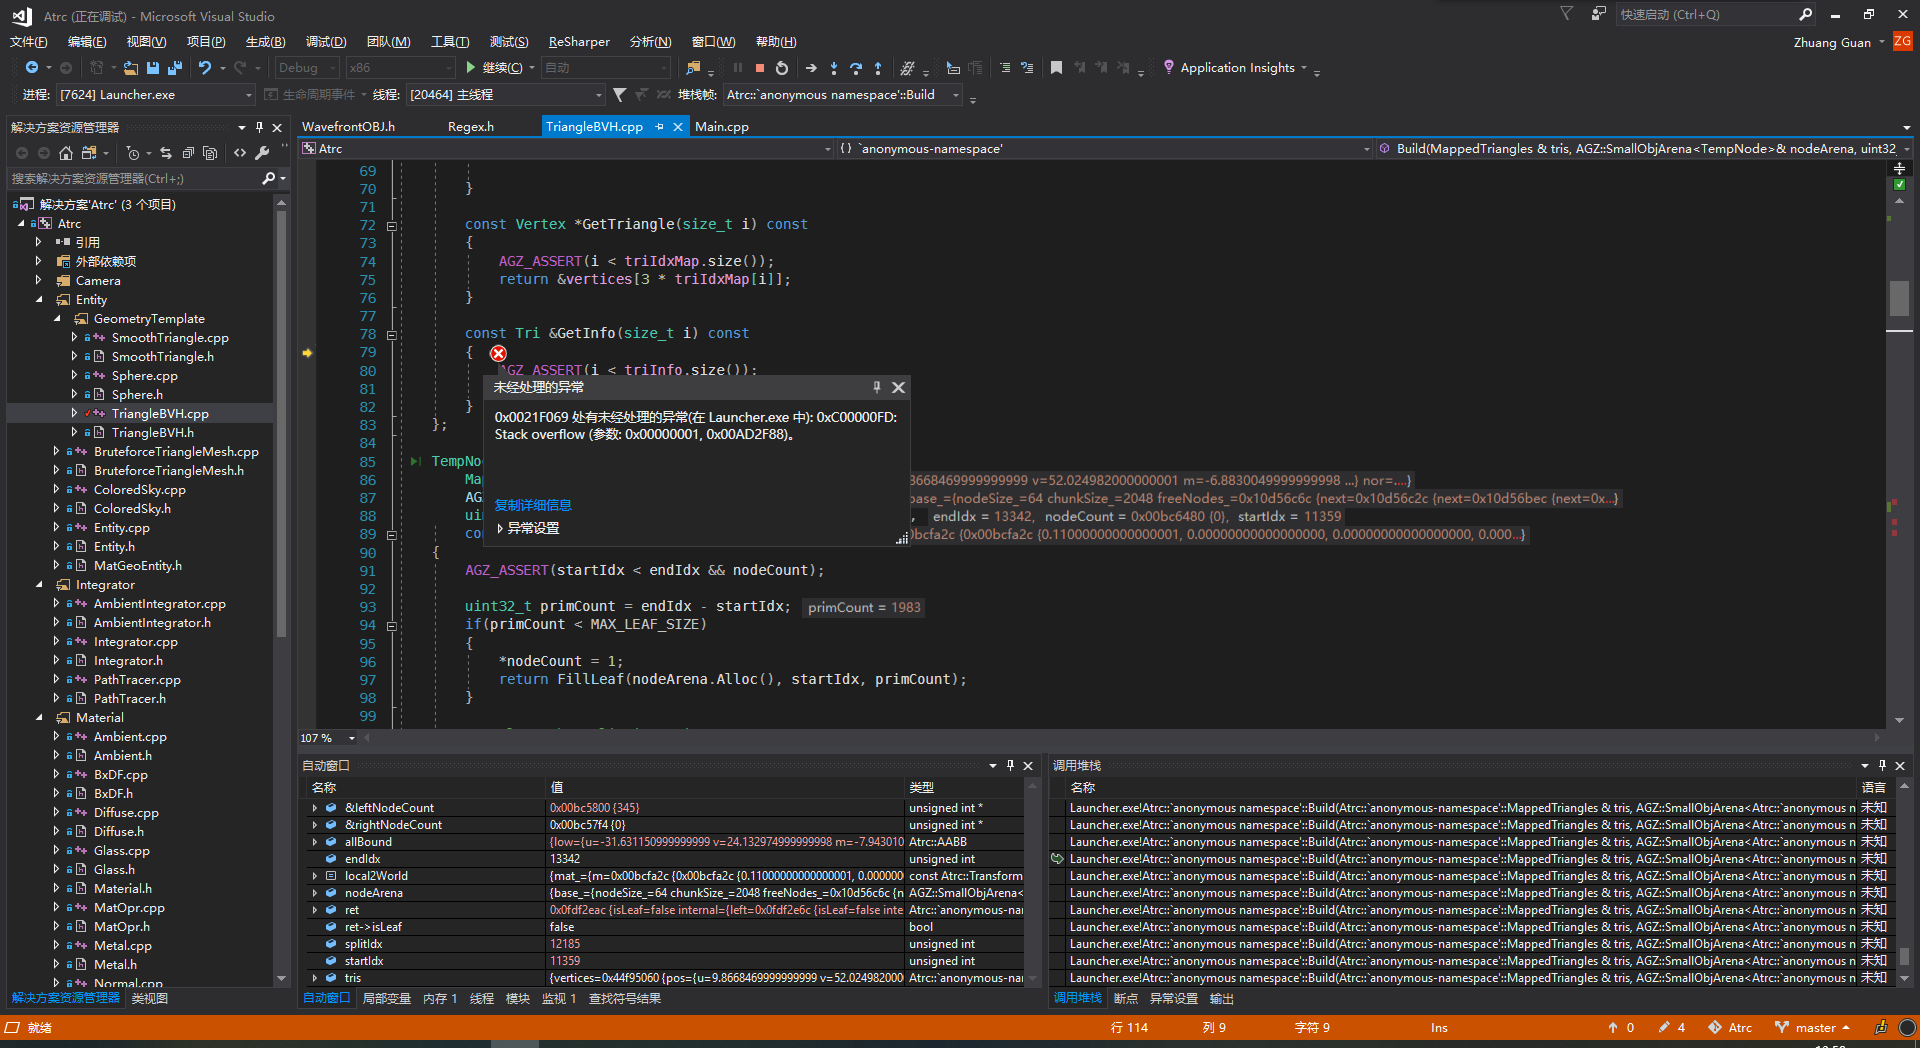 Atrc (正在调试) - Microsoft Visual Studio
快速启动 (Ctrl+Q)
文件(F) 编辑(E) 视图(V) 项目(P) 生成(B) 调试(D) 团队(M) 工具(T) 测试(S) ReSharper 分析(N) 窗口(W) 帮助(H)
Zhuang Guan ZG
Debug x86 继续(C) 自动 Application Insights
进程: [7624] Launcher.exe 生命周期事件 线程: [20464] 主线程 堆栈帧: Atrc::`anonymous namespace'::Build
解决方案资源管理器
搜索解决方案资源管理器(Ctrl+;)
解决方案'Atrc' (3 个项目)
Atrc
引用
外部依赖项
Camera
Entity
GeometryTemplate
SmoothTriangle.cpp
SmoothTriangle.h
Sphere.cpp
Sphere.h
TriangleBVH.cpp
TriangleBVH.h
BruteforceTriangleMesh.cpp
BruteforceTriangleMesh.h
ColoredSky.cpp
ColoredSky.h
Entity.cpp
Entity.h
MatGeoEntity.h
Integrator
AmbientIntegrator.cpp
AmbientIntegrator.h
Integrator.cpp
Integrator.h
PathTracer.cpp
PathTracer.h
Material
Ambient.cpp
Ambient.h
BxDF.cpp
BxDF.h
Diffuse.cpp
Diffuse.h
Glass.cpp
Glass.h
Material.h
MatOpr.cpp
MatOpr.h
Metal.cpp
Metal.h
Normal.cpp
解决方案资源管理器 类视图
WavefrontOBJ.h Regex.h TriangleBVH.cpp Main.cpp
Atrc {} `anonymous-namespace' Build(MappedTriangles & tris, AGZ::SmallObjArena<TempNode>& nodeArena, uint32_
69
70 }
71
72 const Vertex *GetTriangle(size_t i) const
73 {
74 AGZ_ASSERT(i < triIdxMap.size());
75 return &vertices[3 * triIdxMap[i]];
76 }
77
78 const Tri &GetInfo(size_t i) const
79 {
80 AGZ_ASSERT(i < triInfo.size());
81
82 }
83 };
84
85 TempNo
86 Ma 8668469999999999 v=52.024982000000001 m=-6.8830049999999998 ...} nor=....}
87 AG base_={nodeSize_=64 chunkSize_=2048 freeNodes_=0x10d56c6c {next=0x10d56c2c {next=0x10d56bec {next=0x...}
88 ui , endIdx = 13342, nodeCount = 0x00bc6480 {0}, startIdx = 11359
89 co 0bcfa2c {0x00bcfa2c {0.11000000000000001, 0.00000000000000000, 0.00000000000000000, 0.000...}
90 {
91 AGZ_ASSERT(startIdx < endIdx && nodeCount);
92
93 uint32_t primCount = endIdx - startIdx; primCount = 1983
94 if(primCount < MAX_LEAF_SIZE)
95 {
96 *nodeCount = 1;
97 return FillLeaf(nodeArena.Alloc(), startIdx, primCount);
98 }
99
未经处理的异常
0x0021F069 处有未经处理的异常(在 Launcher.exe 中): 0xC00000FD:
Stack overflow (参数: 0x00000001, 0x00AD2F88)。
复制详细信息
异常设置
107 %
自动窗口
名称 值 类型
&leftNodeCount 0x00bc5800 {345} unsigned int *
&rightNodeCount 0x00bc57f4 {0} unsigned int *
allBound {low={u=-31.631150999999999 v=24.132974999999998 m=-7.943010 Atrc::AABB
endIdx 13342 unsigned int
local2World {mat_={m=0x00bcfa2c {0x00bcfa2c {0.11000000000000001, 0.000000 const Atrc::Transform
nodeArena {base_={nodeSize_=64 chunkSize_=2048 freeNodes_=0x10d56c6c {n AGZ::SmallObjArena<
ret 0x0fdf2eac {isLeaf=false internal={left=0x0fdf2e6c {isLeaf=false inte Atrc::`anonymous-nar
ret->isLeaf false bool
splitIdx 12185 unsigned int
startIdx 11359 unsigned int
tris {vertices=0x44f95060 {pos={u=9.8668469999999999 v=52.0249820000 Atrc::`anonymous-nar
自动窗口 局部变量 内存 1 线程 模块 监视 1 查找符号结果
调用堆栈
名称 语言
Launcher.exe!Atrc::`anonymous namespace'::Build(Atrc::`anonymous-namespace'::MappedTriangles & tris, AGZ::SmallObjArena<Atrc::`anonymous n 未知
Launcher.exe!Atrc::`anonymous namespace'::Build(Atrc::`anonymous-namespace'::MappedTriangles & tris, AGZ::SmallObjArena<Atrc::`anonymous n 未知
Launcher.exe!Atrc::`anonymous namespace'::Build(Atrc::`anonymous-namespace'::MappedTriangles & tris, AGZ::SmallObjArena<Atrc::`anonymous n 未知
Launcher.exe!Atrc::`anonymous namespace'::Build(Atrc::`anonymous-namespace'::MappedTriangles & tris, AGZ::SmallObjArena<Atrc::`anonymous n 未知
Launcher.exe!Atrc::`anonymous namespace'::Build(Atrc::`anonymous-namespace'::MappedTriangles & tris, AGZ::SmallObjArena<Atrc::`anonymous n 未知
Launcher.exe!Atrc::`anonymous namespace'::Build(Atrc::`anonymous-namespace'::MappedTriangles & tris, AGZ::SmallObjArena<Atrc::`anonymous n 未知
Launcher.exe!Atrc::`anonymous namespace'::Build(Atrc::`anonymous-namespace'::MappedTriangles & tris, AGZ::SmallObjArena<Atrc::`anonymous n 未知
Launcher.exe!Atrc::`anonymous namespace'::Build(Atrc::`anonymous-namespace'::MappedTriangles & tris, AGZ::SmallObjArena<Atrc::`anonymous n 未知
Launcher.exe!Atrc::`anonymous namespace'::Build(Atrc::`anonymous-namespace'::MappedTriangles & tris, AGZ::SmallObjArena<Atrc::`anonymous n 未知
Launcher.exe!Atrc::`anonymous namespace'::Build(Atrc::`anonymous-namespace'::MappedTriangles & tris, AGZ::SmallObjArena<Atrc::`anonymous n 未知
Launcher.exe!Atrc::`anonymous namespace'::Build(Atrc::`anonymous-namespace'::MappedTriangles & tris, AGZ::SmallObjArena<Atrc::`anonymous n 未知
调用堆栈 断点 异常设置 输出
就绪 行 114 列 9 字符 9 Ins 0 4 Atrc master